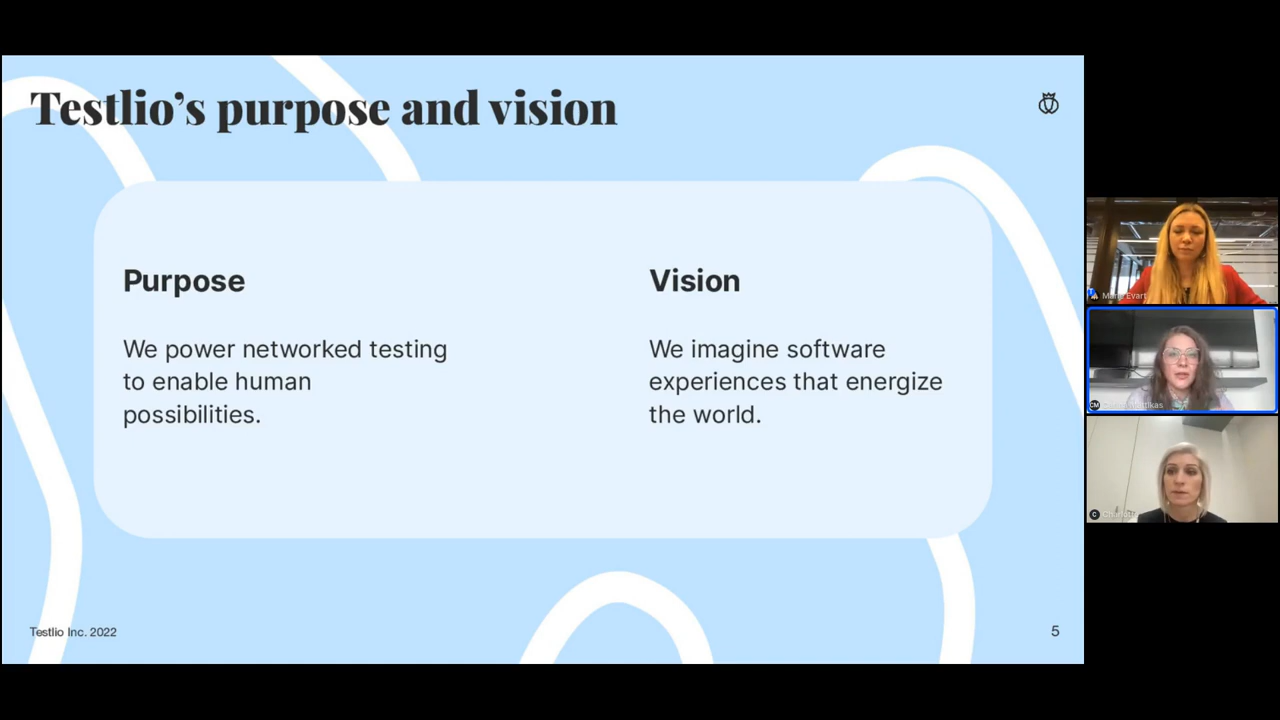 Testlio’s purpose and vision
Purpose
We power networked testing
to enable human
possibilities.
Vision
We imagine software
experiences that energize
the world.
Testlio Inc. 2022
5
CM
C